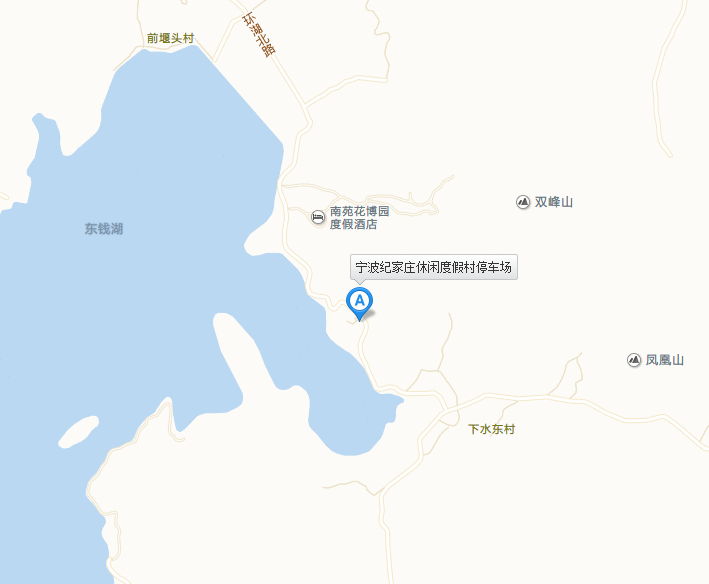 环湖北路
前堰头村
双峰山
南苑花博园
度假酒店
东钱湖
宁波纪家庄休闲度假村停车场
A
凤凰山
下水东村